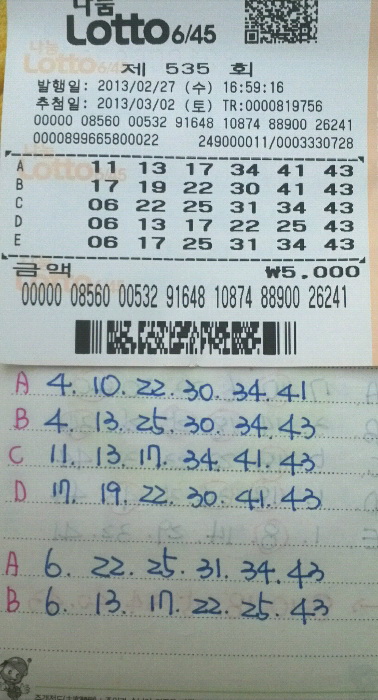 나눔
Lotto 6/45
제 535 회
발행일: 2013/02/27 (수) 16:59:16
추첨일: 2013/03/02 (토) TR:0000819756
00000 08560 00532 91648 10874 88900 26241
0000899665800022 249000011/0003330728
A 11 13 17 34 41 43
B 17 19 22 30 41 43
C 06 22 25 31 34 43
D 06 13 17 22 25 43
E 06 17 25 31 34 43
금액 ₩5.000
00000 08560 00532 91648 10874 88900 26241
A 4. 10. 22. 30. 34. 41
B 4. 13. 25. 30. 34. 43
C 11. 13. 17. 34. 41. 43
D 17. 19. 22. 30. 41. 43
A 6. 22. 25. 31. 34. 43
B 6. 13. 17. 22. 25. 43